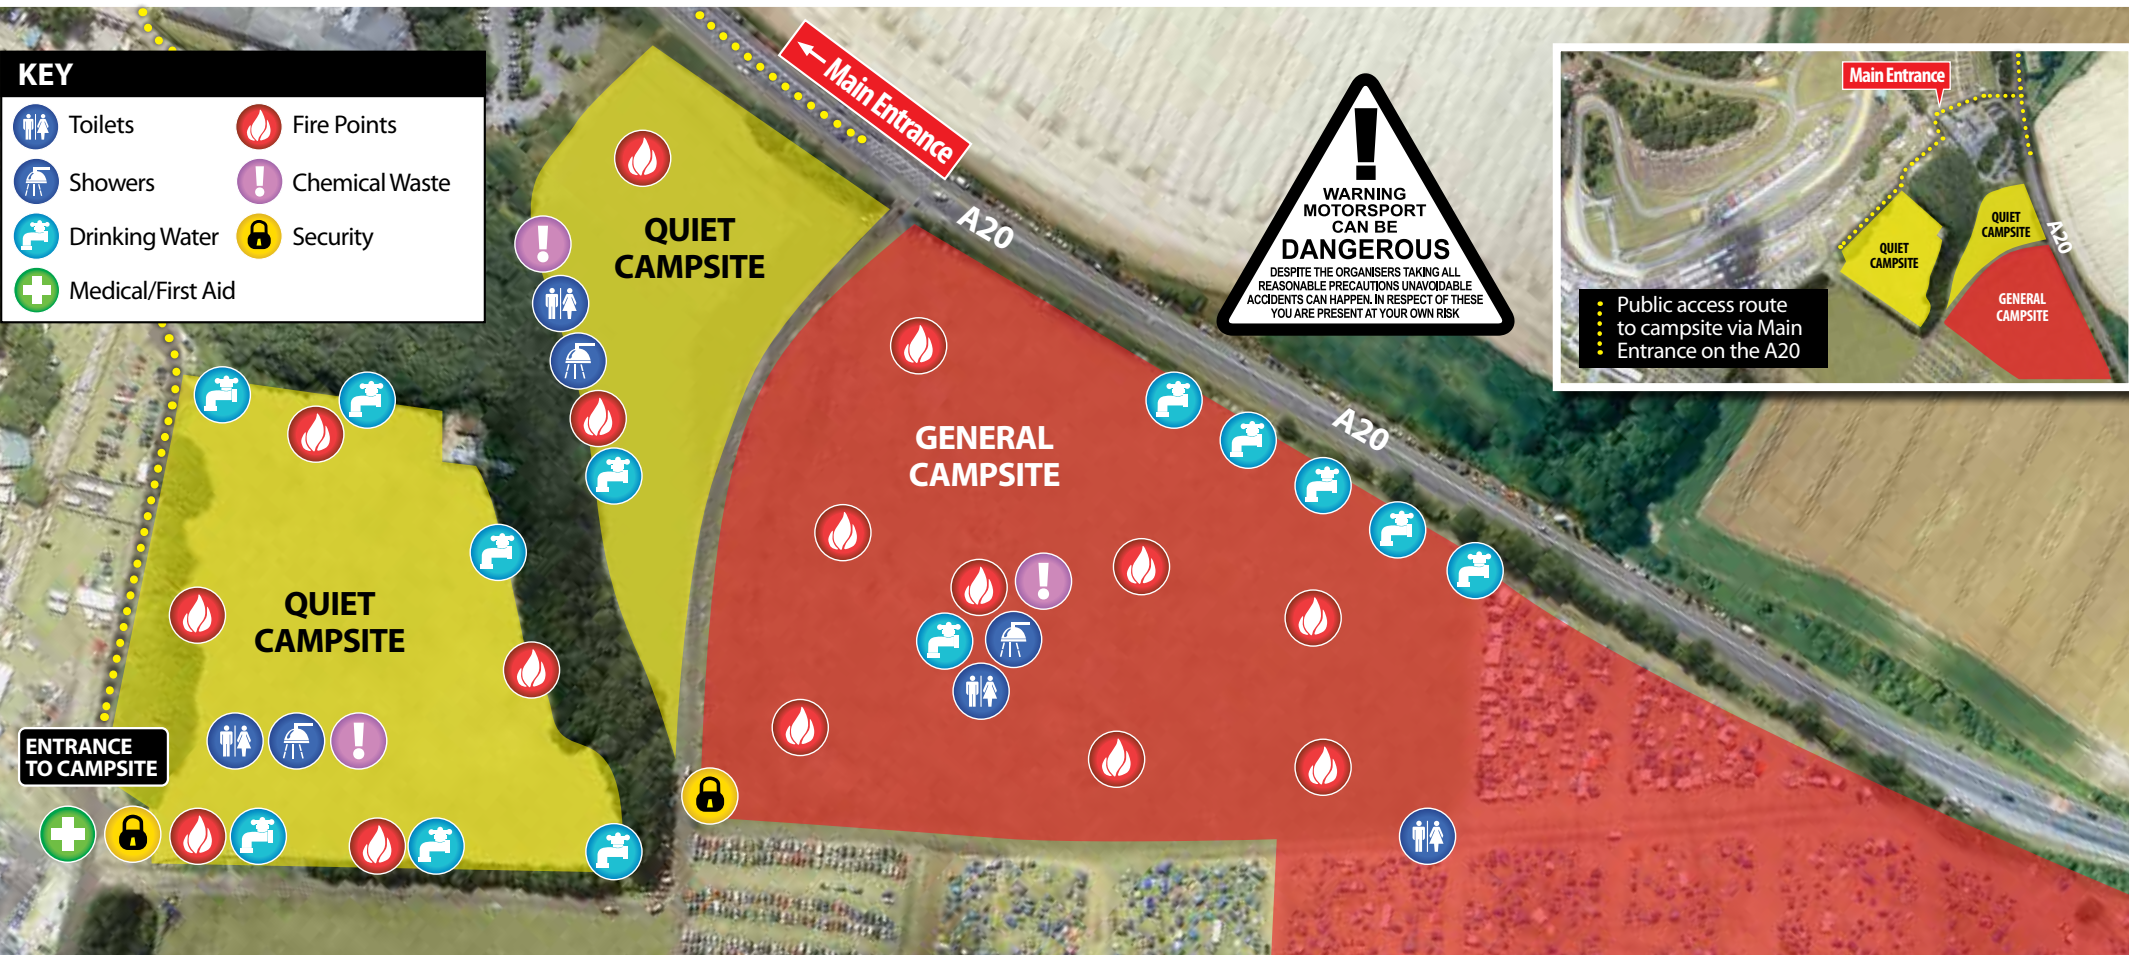 KEY
Toilets
Fire Points
Showers
Chemical Waste
Drinking Water
Security
Medical/First Aid
Main Entrance
A20
QUIET
CAMPSITE
WARNING
MOTORSPORT
CAN BE
DANGEROUS
DESPITE THE ORGANISERS TAKING ALL
REASONABLE PRECAUTIONS UNAVOIDABLE
ACCIDENTS CAN HAPPEN. IN RESPECT OF THESE
YOU ARE PRESENT AT YOUR OWN RISK
Main Entrance
QUIET
CAMPSITE
A20
QUIET
CAMPSITE
GENERAL
CAMPSITE
Public access route
to campsite via Main
Entrance on the A20
A20
GENERAL
CAMPSITE
QUIET
CAMPSITE
ENTRANCE
TO CAMPSITE